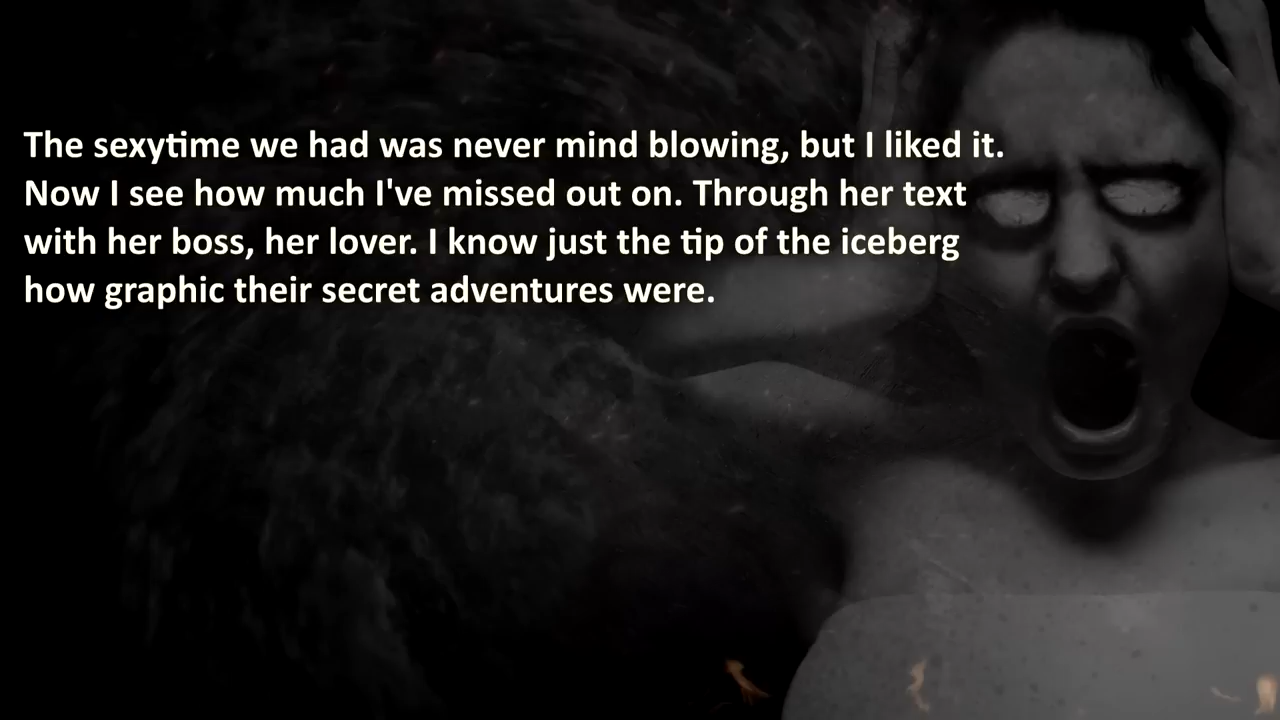 The sexytime we had was never mind blowing, but I liked it.
Now I see how much I've missed out on. Through her text
with her boss, her lover. I know just the tip of the iceberg
how graphic their secret adventures were.